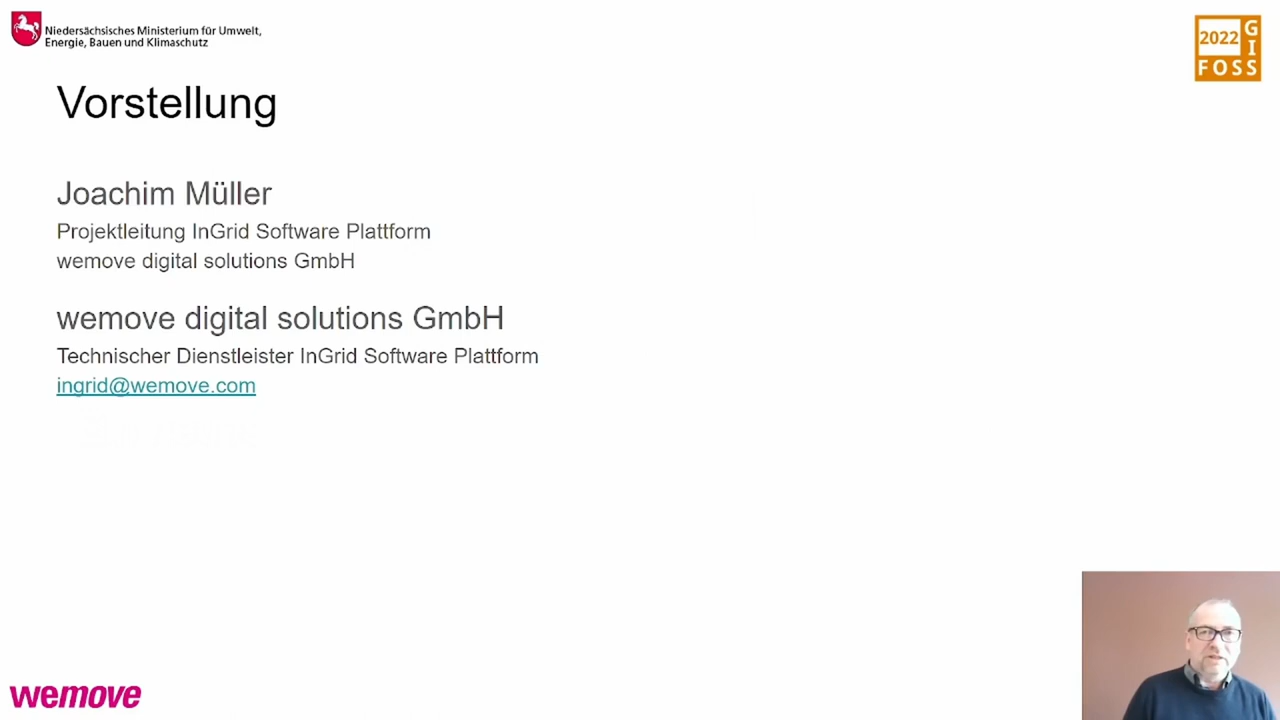 Niedersächsisches Ministerium für Umwelt,
Energie, Bauen und Klimaschutz
2022
G
I
FOSS
Vorstellung
Joachim Müller
Projektleitung InGrid Software Plattform
wemove digital solutions GmbH
wemove digital solutions GmbH
Technischer Dienstleister InGrid Software Plattform
ingrid@wemove.com
wemove